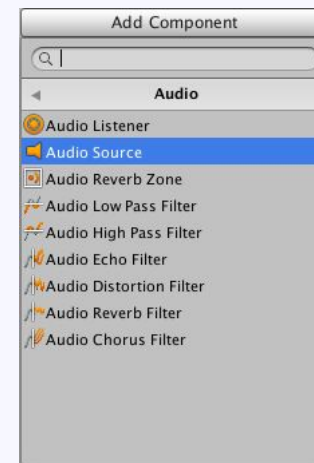 Add Component
Audio
Audio Listener
Audio Source
Audio Reverb Zone
Audio Low Pass Filter
Audio High Pass Filter
Audio Echo Filter
Audio Distortion Filter
Audio Reverb Filter
Audio Chorus Filter